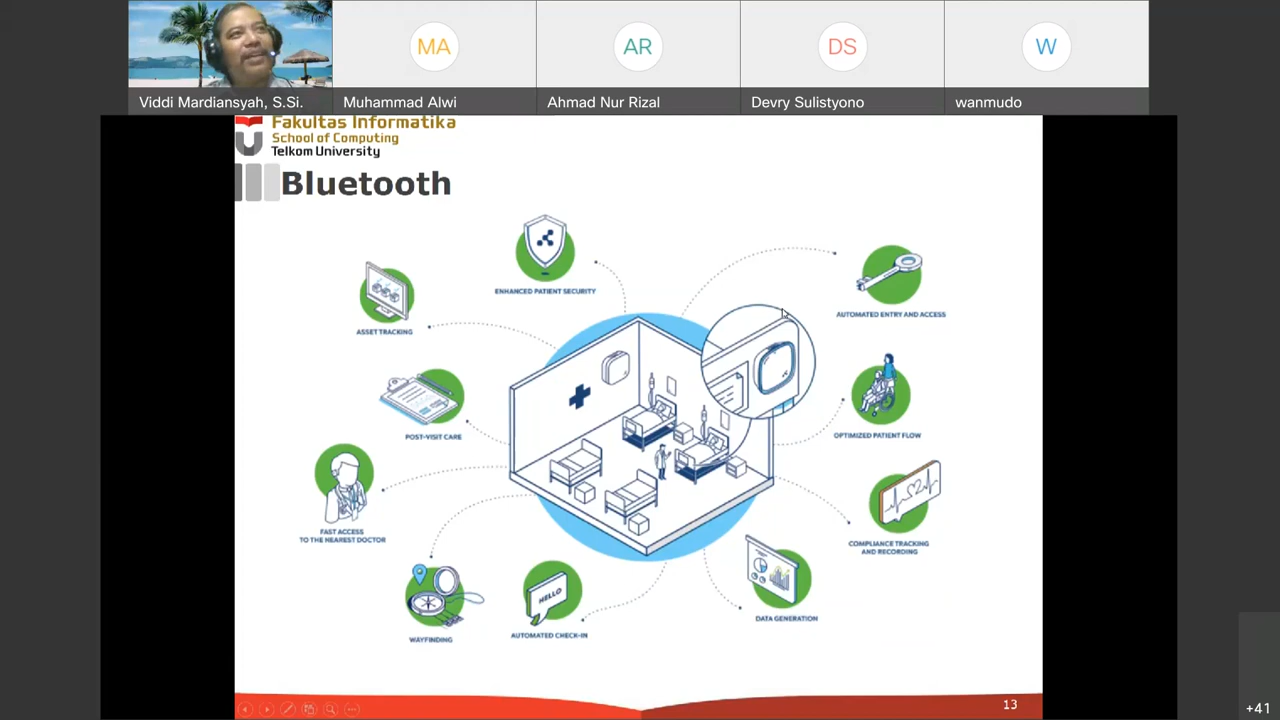 MA
AR
DS
W
Viddi Mardiansyah, S.Si.
Muhammad Alwi
Ahmad Nur Rizal
Devry Sulistyono
wanmudo
Fakultas Informatika
School of Computing
Telkom University
Bluetooth
ENHANCED PATIENT SECURITY
ASSET TRACKING
AUTOMATED ENTRY AND ACCESS
POST-VISIT CARE
OPTIMIZED PATIENT FLOW
FAST ACCESS
TO THE NEAREST DOCTOR
COMPLIANCE TRACKING
AND RECORDING
HELLO
WAYFINDING
AUTOMATED CHECK-IN
DATA GENERATION
13
+41